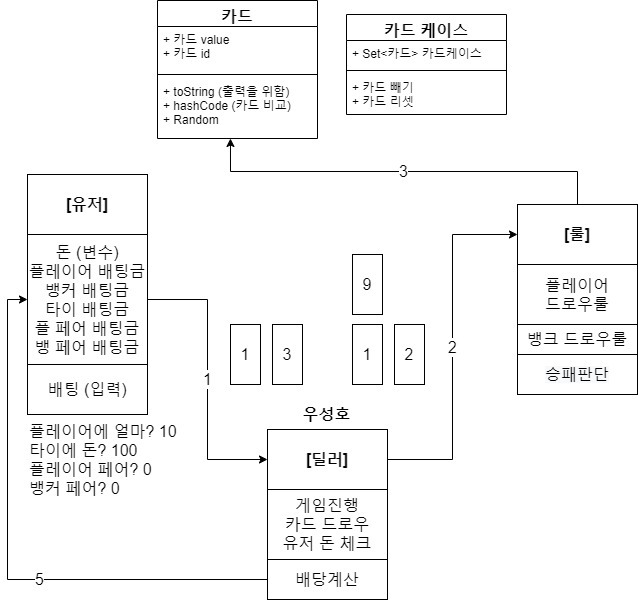 카드
+ 카드 value
+ 카드 id
+ toString (출력을 위함)
+ hashCode (카드 비교)
+ Random
카드 케이스
+ Set<카드> 카드케이스
+ 카드 빼기
+ 카드 리셋
3
[유저]
돈 (변수)
플레이어 배팅금
뱅커 배팅금
타이 배팅금
플 페어 배팅금
뱅 페어 배팅금
배팅 (입력)
플레이어에 얼마? 10
타이에 돈? 100
플레이어 페어? 0
뱅커 페어? 0
1
9
1
3
1
2
2
[룰]
플레이어
드로우룰
뱅크 드로우룰
승패판단
우성호
[딜러]
게임진행
카드 드로우
유저 돈 체크
배당계산
5